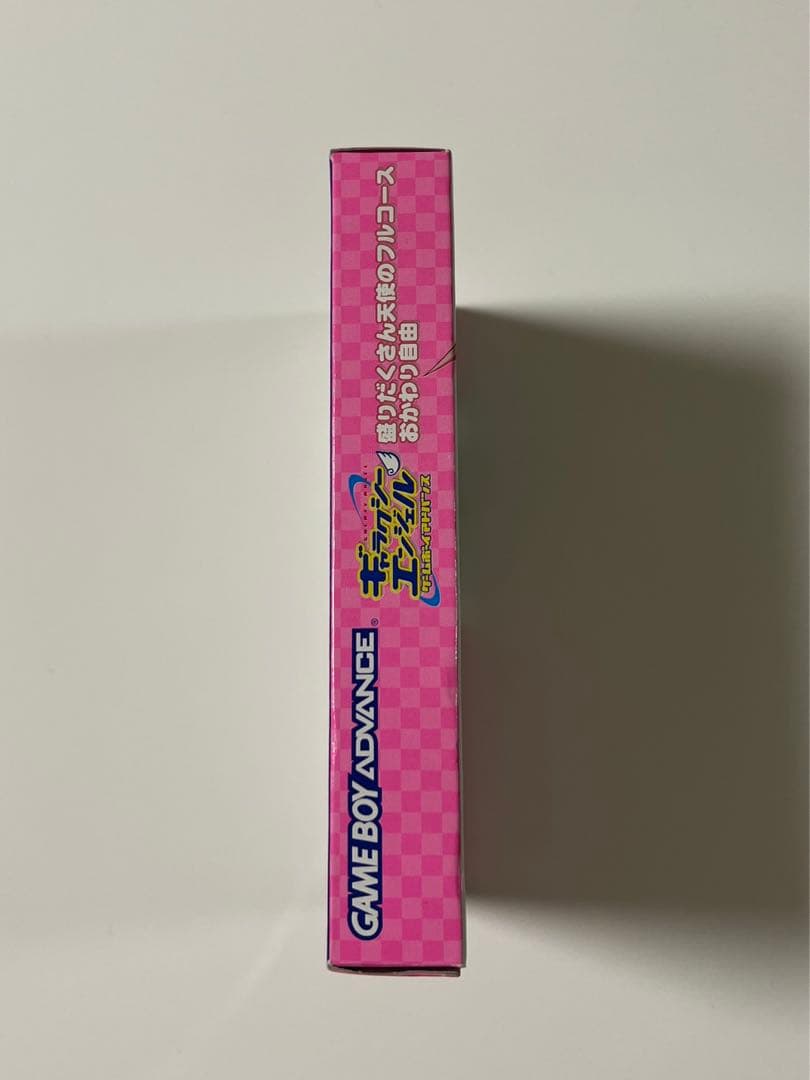 GAME BOY ADVANCE®
ギャラクシー
エンジェル
ゲームボーイアドバンス
盛りだくさん天使のフルコース
おかわり自由